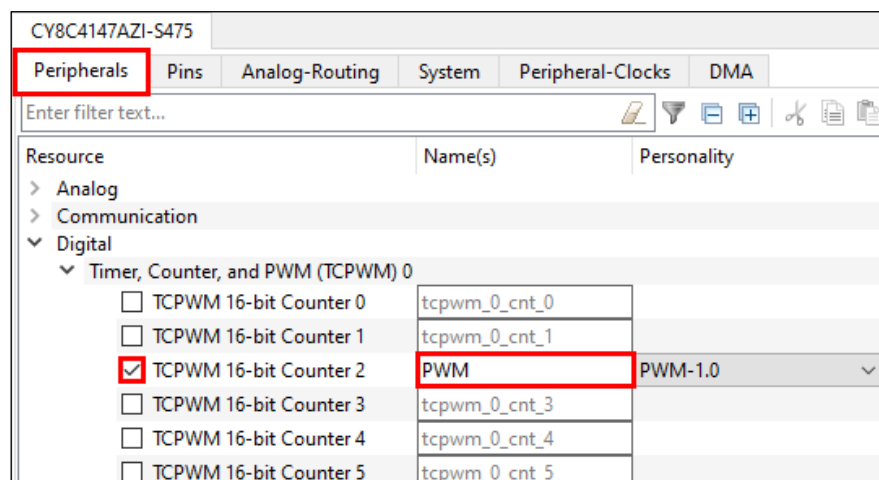 CY8C4147AZI-S475
Peripherals Pins Analog-Routing System Peripheral-Clocks DMA
Enter filter text...
Resource Name(s) Personality
Analog
Communication
Digital
Timer, Counter, and PWM (TCPWM) 0
TCPWM 16-bit Counter 0 tcpwm_0_cnt_0
TCPWM 16-bit Counter 1 tcpwm_0_cnt_1
TCPWM 16-bit Counter 2 PWM PWM-1.0
TCPWM 16-bit Counter 3 tcpwm_0_cnt_3
TCPWM 16-bit Counter 4 tcpwm_0_cnt_4
TCPWM 16-bit Counter 5 tcpwm_0_cnt_5